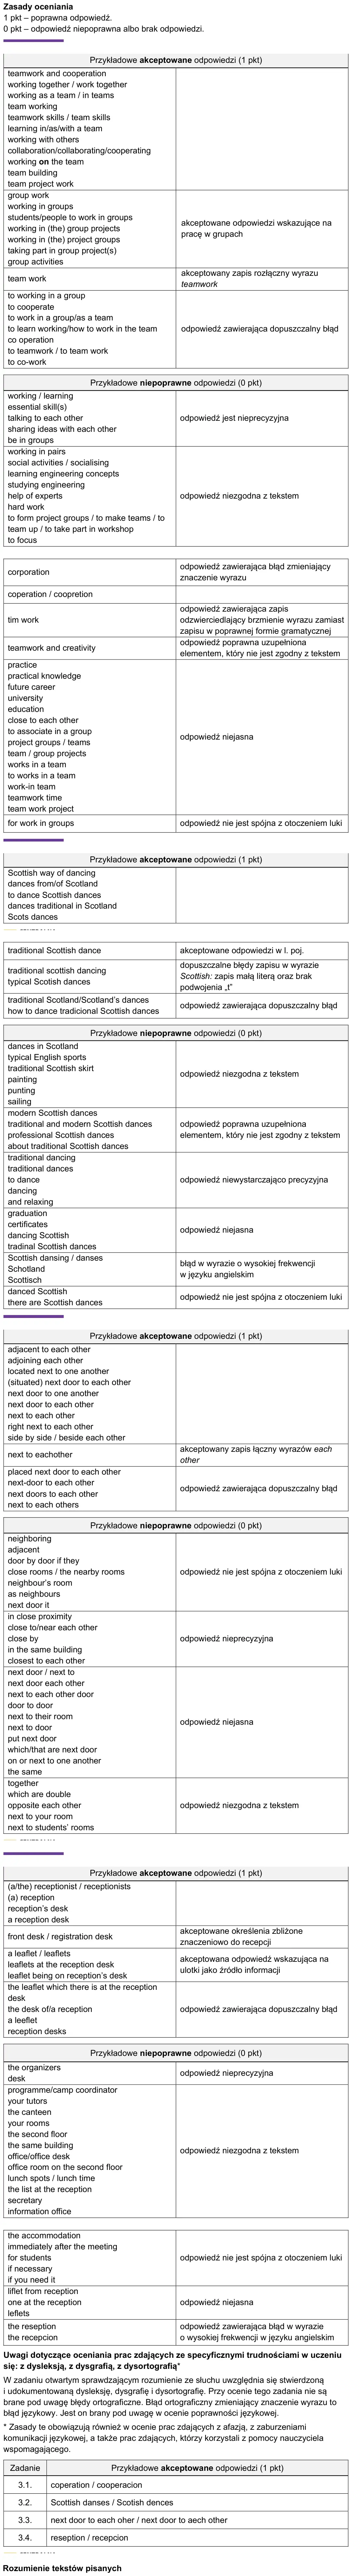 Zasady oceniania
1 pkt – poprawna odpowiedź.
0 pkt – odpowiedź niepoprawna albo brak odpowiedzi.
Przykładowe akceptowane odpowiedzi (1 pkt)
teamwork and cooperation
working together / work together
working as a team / in teams
team working
teamwork skills / team skills
learning in/as/with a team
working with others
collaboration/collaborating/cooperating
working on the team
team building
team project work
group work
working in groups
students/people to work in groups
working in (the) group projects
working in (the) project groups
taking part in group project(s)
group activities
akceptowane odpowiedzi wskazujące na
pracę w grupach
team work
akceptowany zapis rozłączny wyrazu
teamwork
to working in a group
to cooperate
to work in a group/as a team
to learn working/how to work in the team
co operation
to teamwork / to team work
to co-work
odpowiedź zawierająca dopuszczalny błąd
Przykładowe niepoprawne odpowiedzi (0 pkt)
working / learning
essential skill(s)
talking to each other
sharing ideas with each other
be in groups
odpowiedź jest nieprecyzyjna
working in pairs
social activities / socialising
learning engineering concepts
studying engineering
help of experts
hard work
to form project groups / to make teams / to
team up / to take part in workshop
to focus
odpowiedź niezgodna z tekstem
corporation
odpowiedź zawierająca błąd zmieniający
znaczenie wyrazu
coperation / coopretion
tim work
odpowiedź zawierająca zapis
odzwierciedlający brzmienie wyrazu zamiast
zapisu w poprawnej formie gramatycznej
teamwork and creativity
odpowiedź poprawna uzupełniona
elementem, który nie jest zgodny z tekstem
practice
practical knowledge
future career
university
education
close to each other
to associate in a group
project groups / teams
team / group projects
works in a team
to works in a team
work-in team
teamwork time
team work project
odpowiedź niejasna
for work in groups
odpowiedź nie jest spójna z otoczeniem luki
Przykładowe akceptowane odpowiedzi (1 pkt)
Scottish way of dancing
dances from/of Scotland
to dance Scottish dances
dances traditional in Scotland
Scots dances
traditional Scottish dance
akceptowane odpowiedzi w l. poj.
traditional scottish dancing
typical Scotish dances
dopuszczalne błędy zapisu w wyrazie
Scottish: zapis małą literą oraz brak
podwojenia „t”
traditional Scotland/Scotland's dances
how to dance tradicional Scottish dances
odpowiedź zawierająca dopuszczalny błąd
Przykładowe niepoprawne odpowiedzi (0 pkt)
dances in Scotland
typical English sports
traditional Scottish skirt
painting
punting
sailing
odpowiedź niezgodna z tekstem
modern Scottish dances
traditional and modern Scottish dances
professional Scottish dances
about traditional Scottish dances
odpowiedź poprawna uzupełniona
elementem, który nie jest zgodny z tekstem
traditional dancing
traditional dances
to dance
dancing
and relaxing
odpowiedź niewystarczająco precyzyjna
graduation
certificates
dancing Scottish
tradinal Scottish dances
odpowiedź niejasna
Scottish dansing / danses
Schotland
Scottisch
błąd w wyrazie o wysokiej frekwencji
w języku angielskim
danced Scottish
there are Scottish dances
odpowiedź nie jest spójna z otoczeniem luki
Przykładowe akceptowane odpowiedzi (1 pkt)
adjacent to each other
adjoining each other
located next to one another
(situated) next door to each other
next door to one another
next door to each other
next to each other
right next to each other
side by side / beside each other
next to eachother
akceptowany zapis łączny wyrazów each
other
placed next door to each other
next-door to each other
next doors to each other
next to each others
odpowiedź zawierająca dopuszczalny błąd
Przykładowe niepoprawne odpowiedzi (0 pkt)
neighboring
adjacent
door by door if they
close rooms / the nearby rooms
neighbour's room
as neighbours
next door it
odpowiedź nie jest spójna z otoczeniem luki
in close proximity
close to/near each other
close by
in the same building
closest to each other
odpowiedź nieprecyzyjna
next door / next to
next door each other
next to each other door
door to door
next to their room
next to door
put next door
which/that are next door
on or next to one another
the same
odpowiedź niejasna
together
which are double
opposite each other
next to your room
next to students' rooms
odpowiedź niezgodna z tekstem
Przykładowe akceptowane odpowiedzi (1 pkt)
(a/the) receptionist / receptionists
(a) reception
reception's desk
a reception desk
front desk / registration desk
akceptowane określenia zbliżone
znaczeniowo do recepcji
a leaflet / leaflets
leaflets at the reception desk
leaflet being on reception's desk
akceptowana odpowiedź wskazująca na
ulotki jako źródło informacji
the leaflet which there is at the reception
desk
the desk of/a reception
a leeflet
reception desks
odpowiedź zawierająca dopuszczalny błąd
Przykładowe niepoprawne odpowiedzi (0 pkt)
the organizers
desk
odpowiedź nieprecyzyjna
programme/camp coordinator
your tutors
the canteen
your rooms
the second floor
the same building
office/office desk
office room on the second floor
lunch spots / lunch time
the list at the reception
secretary
information office
odpowiedź niezgodna z tekstem
the accommodation
immediately after the meeting
for students
if necessary
if you need it
odpowiedź nie jest spójna z otoczeniem luki
liflet from reception
one at the reception
leflets
odpowiedź niejasna
the reseption
the recepcion
odpowiedź zawierająca błąd w wyrazie
o wysokiej frekwencji w języku angielskim
Uwagi dotyczące oceniania prac zdających ze specyficznymi trudnościami w uczeniu
się: z dysleksją, z dysgrafią, z dysortografią*
W zadaniu otwartym sprawdzającym rozumienie ze słuchu uwzględnia się stwierdzoną
i udokumentowaną dysleksję, dysgrafię i dysortografię. Przy ocenie tego zadania nie są
brane pod uwagę błędy ortograficzne. Błąd ortograficzny zmieniający znaczenie wyrazu to
błąd językowy. Jest on brany pod uwagę w ocenie poprawności językowej.
* Zasady te obowiązują również w ocenie prac zdających z afazją, z zaburzeniami
komunikacji językowej, a także prac zdających, którzy korzystali z pomocy nauczyciela
wspomagającego.
Zadanie Przykładowe akceptowane odpowiedzi (1 pkt)
3.1. coperation / cooperacion
3.2. Scottish danses / Scotish dences
3.3. next door to each oher / next door to aech other
3.4. reseption / recepcion
Rozumienie tekstów pisanych